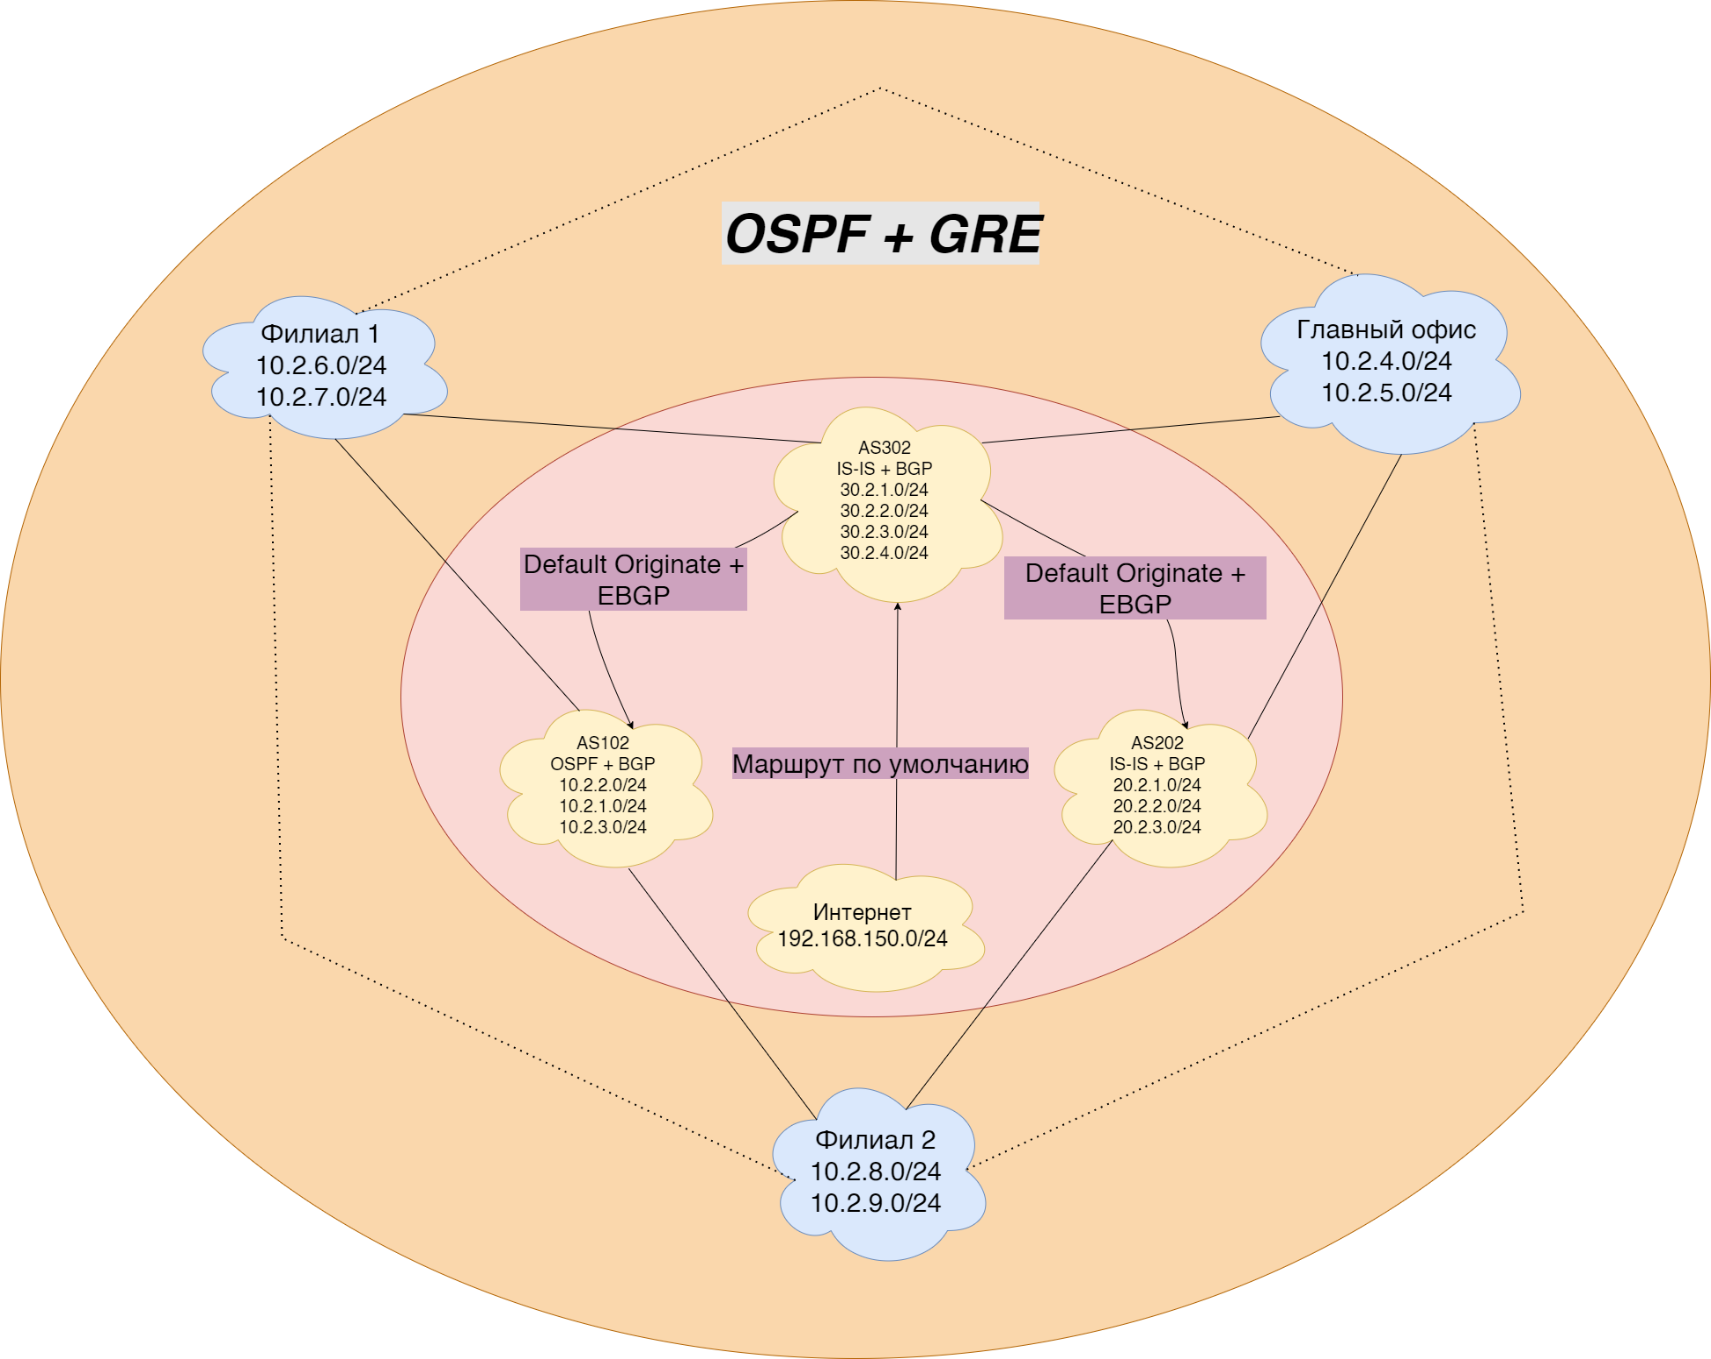 OSPF + GRE
Филиал 1
10.2.6.0/24
10.2.7.0/24
Главный офис
10.2.4.0/24
10.2.5.0/24
AS302
IS-IS + BGP
30.2.1.0/24
30.2.2.0/24
30.2.3.0/24
30.2.4.0/24
Default Originate +
EBGP
Default Originate +
EBGP
AS102
OSPF + BGP
10.2.2.0/24
10.2.1.0/24
10.2.3.0/24
Маршрут по умолчанию
AS202
IS-IS + BGP
20.2.1.0/24
20.2.2.0/24
20.2.3.0/24
Интернет
192.168.150.0/24
Филиал 2
10.2.8.0/24
10.2.9.0/24